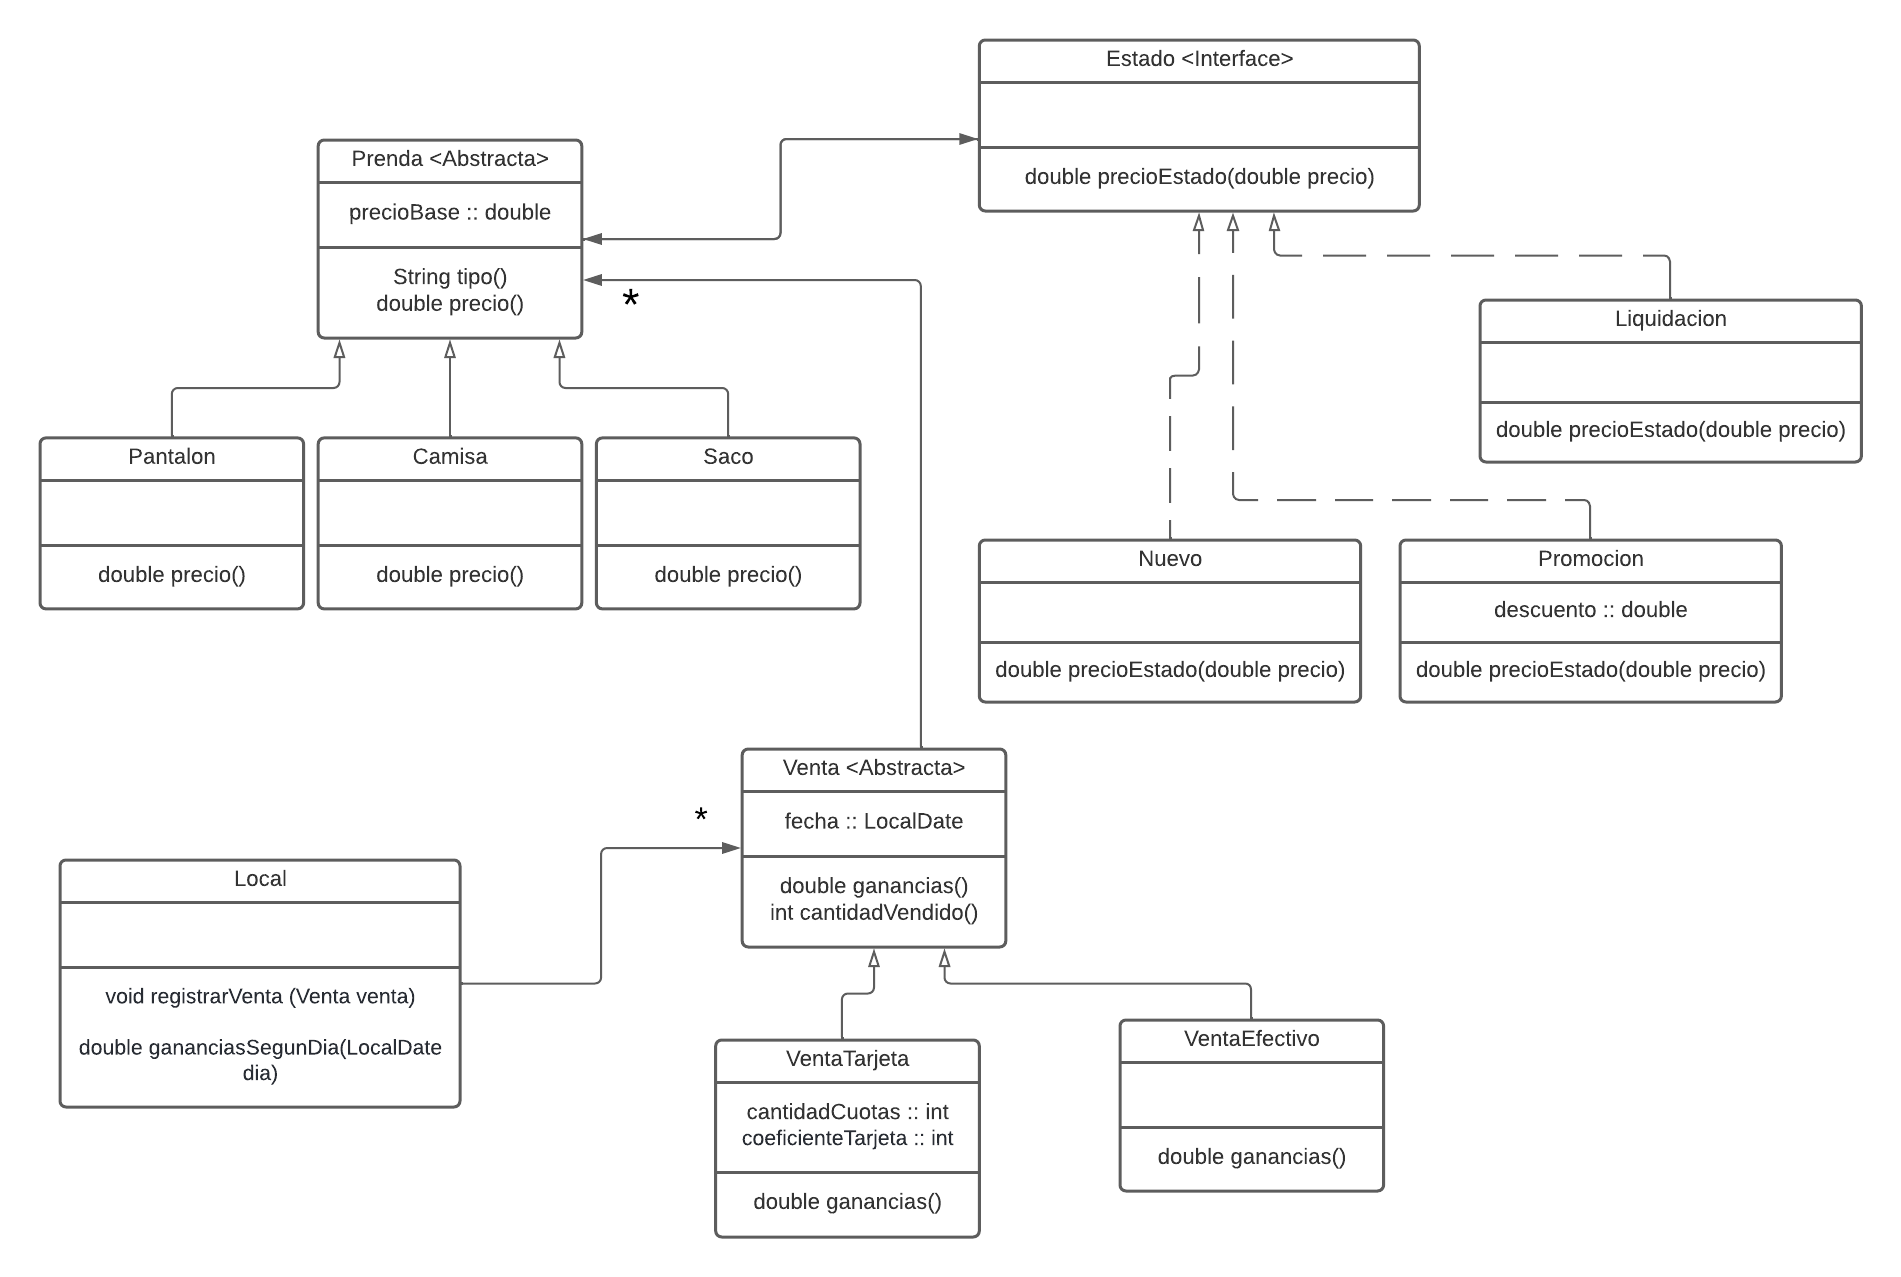 Estado <Interface>
double precioEstado(double precio)
Prenda <Abstracta>
precioBase :: double
String tipo()
double precio()
*
Liquidacion
double precioEstado(double precio)
Pantalon
double precio()
Camisa
double precio()
Saco
double precio()
Nuevo
double precioEstado(double precio)
Promocion
descuento :: double
double precioEstado(double precio)
Venta <Abstracta>
fecha :: LocalDate
double ganancias()
int cantidadVendido()
*
Local
void registrarVenta (Venta venta)
double gananciasSegunDia(LocalDate
dia)
VentaTarjeta
cantidadCuotas :: int
coeficienteTarjeta :: int
double ganancias()
VentaEfectivo
double ganancias()